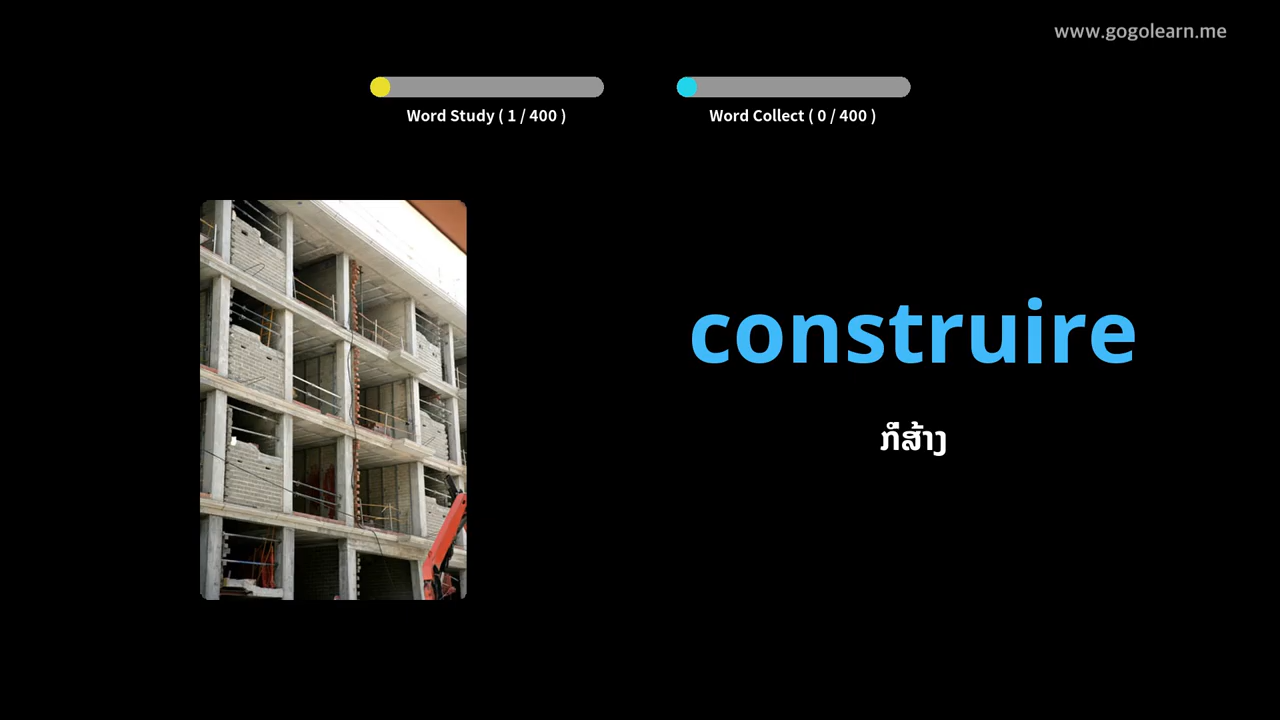 www.gogolearn.me
Word Study ( 1 / 400 )
Word Collect ( 0 / 400 )
construire
ກໍ່ສ້າງ